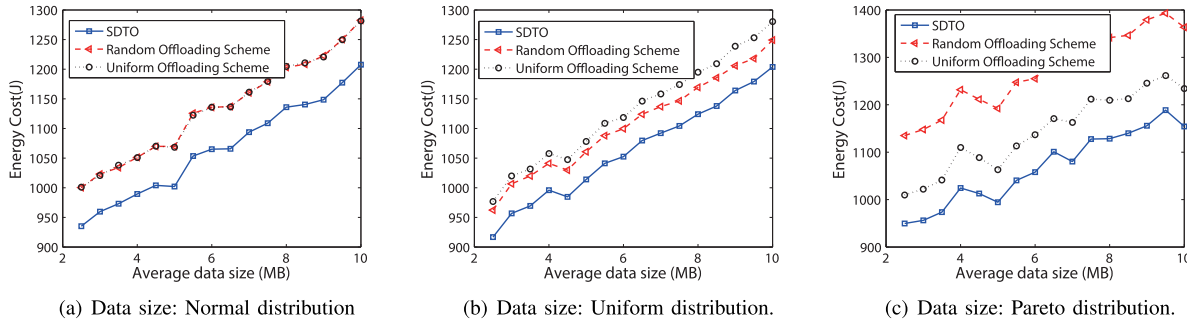 1300
1250
1200
1150
1100
1050
1000
950
900
Energy Cost(J)
SDTO
Random Offloading Scheme
Uniform Offloading Scheme
2 4 6 8 10
Average data size (MB)
(a) Data size: Normal distribution
1300
1250
1200
1150
1100
1050
1000
950
900
Energy Cost(J)
SDTO
Random Offloading Scheme
Uniform Offloading Scheme
2 4 6 8 10
Average data size (MB)
(b) Data size: Uniform distribution.
1400
1300
1200
1100
1000
900
Energy Cost(J)
SDTO
Random Offloading Scheme
Uniform Offloading Scheme
2 4 6 8 10
Average data size (MB)
(c) Data size: Pareto distribution.